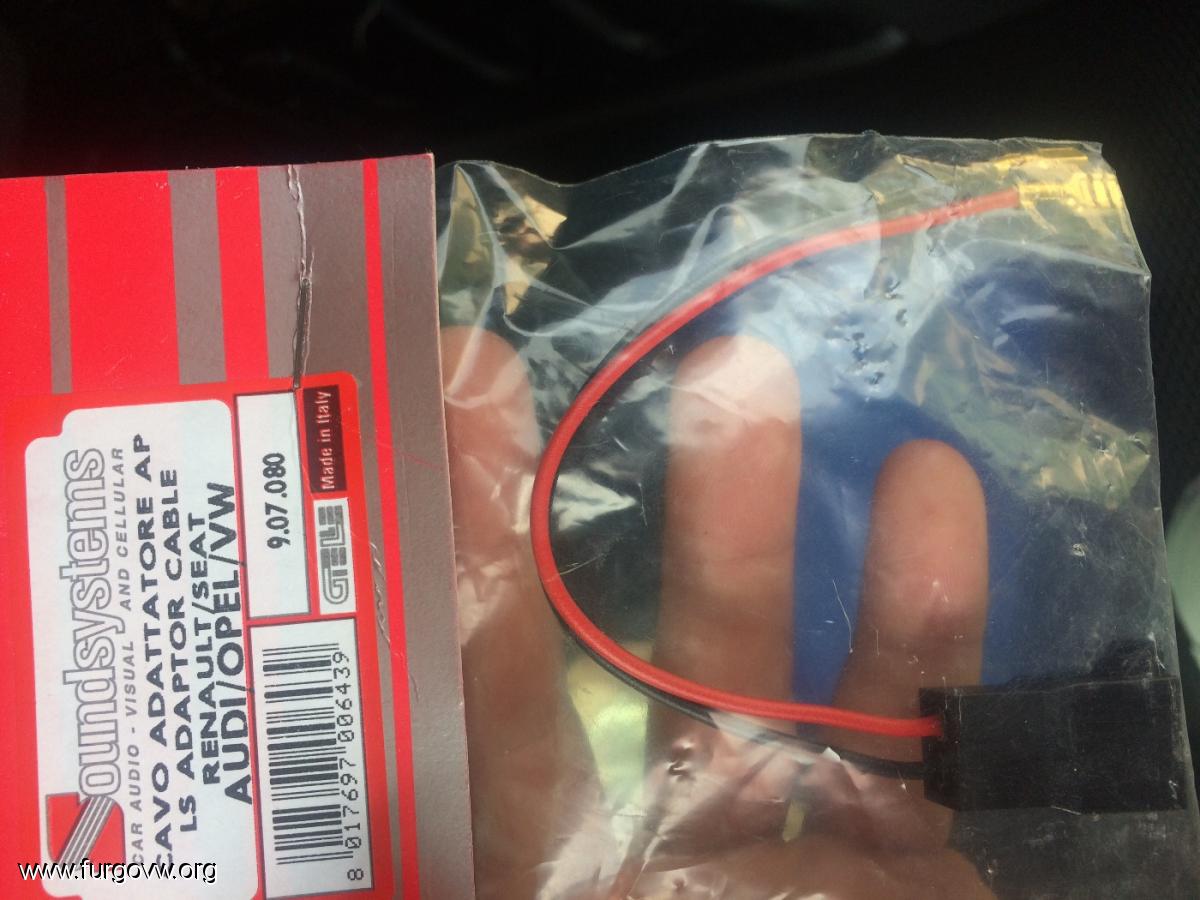 Soundsystems
CAR AUDIO - VISUAL AND CELLULAR
CAVO ADATTATORE AP
LS ADAPTOR CABLE
RENAULT/SEAT
AUDI/OPEL/VW
9.07.080
Made in Italy
GTELS
8 017697 006439
www.furgovw.org